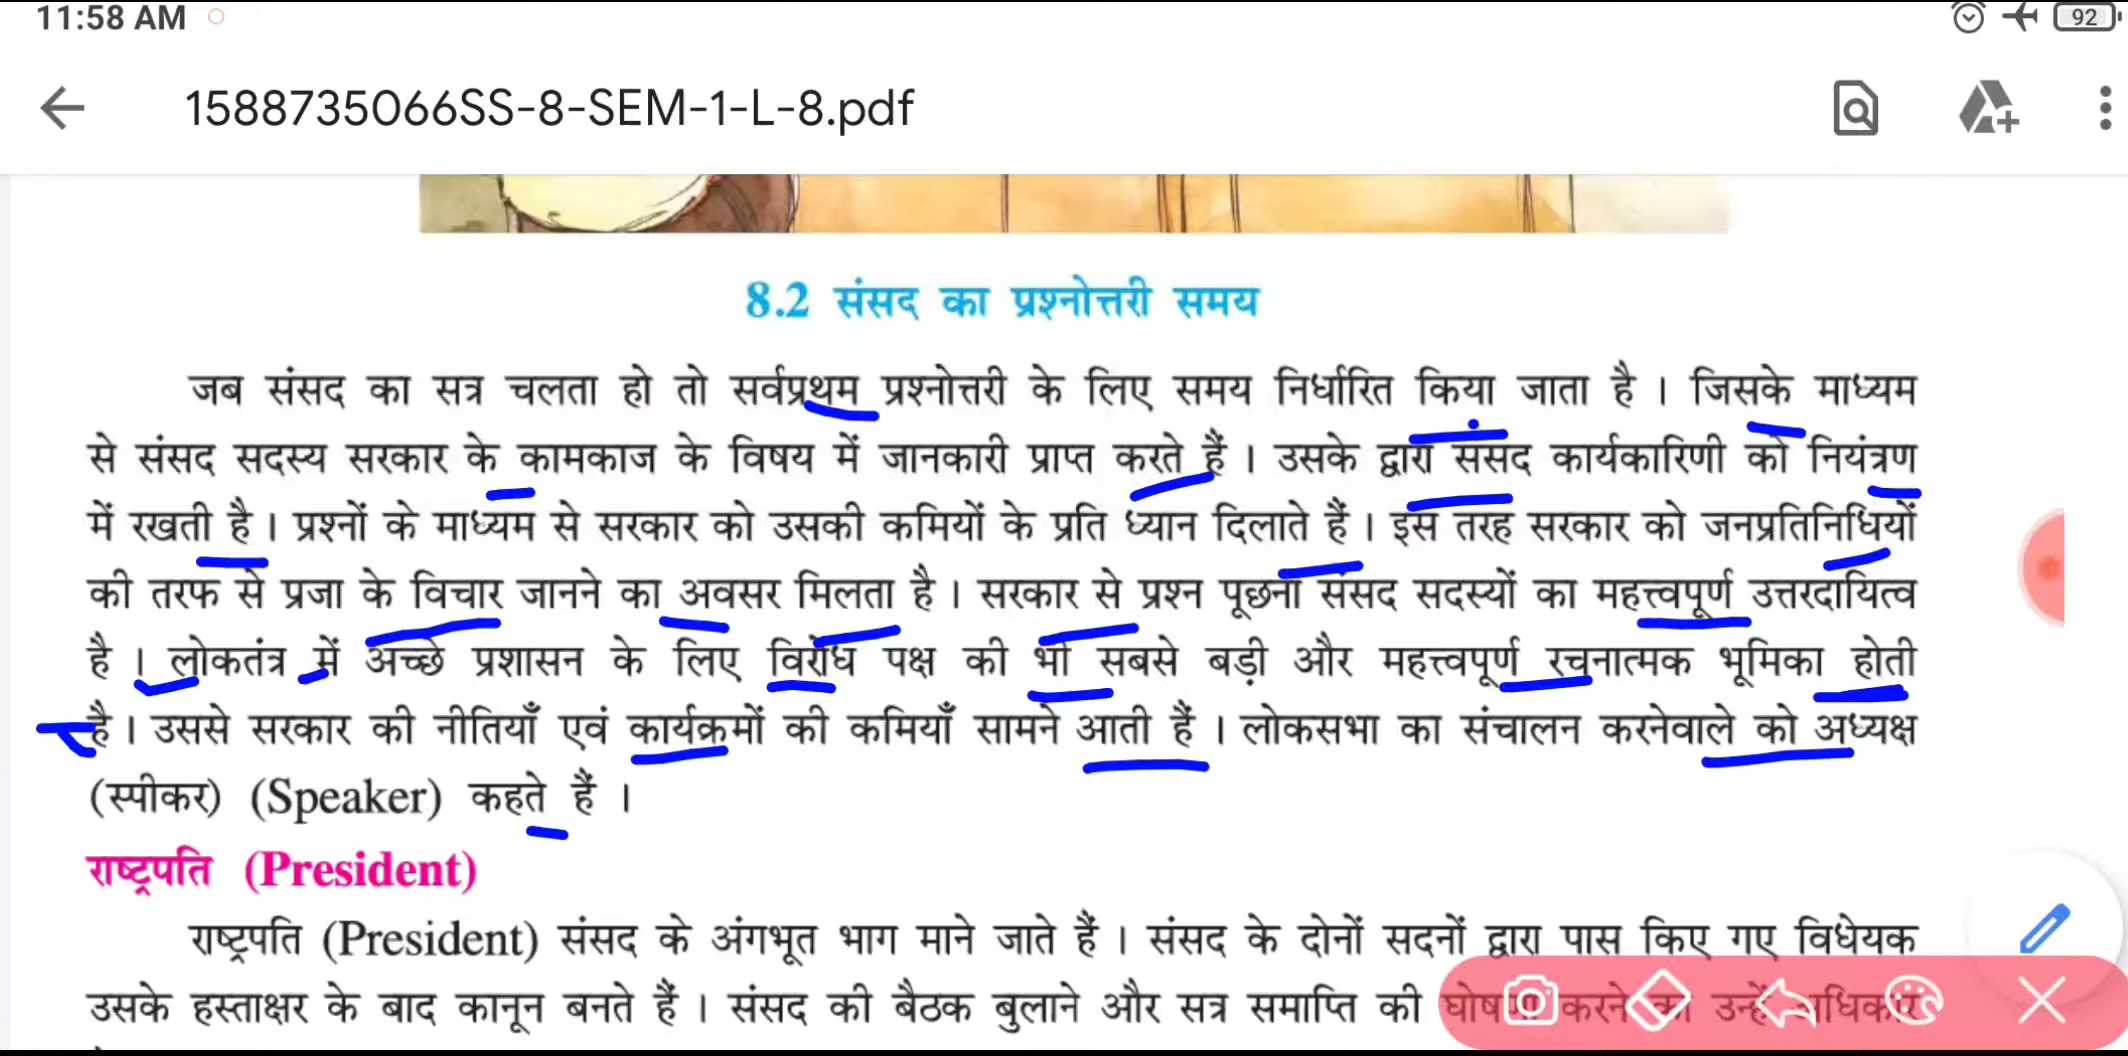 11:58 AM
92
1588735066SS-8-SEM-1-L-8.pdf
8.2 संसद का प्रश्नोत्तरी समय
जब संसद का सत्र चलता हो तो सर्वप्रथम प्रश्नोत्तरी के लिए समय निर्धारित किया जाता है । जिसके माध्यम
से संसद सदस्य सरकार के कामकाज के विषय में जानकारी प्राप्त करते हैं । उसके द्वारा संसद कार्यकारिणी को नियंत्रण
में रखती है । प्रश्नों के माध्यम से सरकार को उसकी कमियों के प्रति ध्यान दिलाते हैं । इस तरह सरकार को जनप्रतिनिधियों
की तरफ से प्रजा के विचार जानने का अवसर मिलता है । सरकार से प्रश्न पूछना संसद सदस्यों का महत्त्वपूर्ण उत्तरदायित्व
है । लोकतंत्र में अच्छे प्रशासन के लिए विरोध पक्ष की भी सबसे बड़ी और महत्त्वपूर्ण रचनात्मक भूमिका होती
है । उससे सरकार की नीतियाँ एवं कार्यक्रमों की कमियाँ सामने आती हैं । लोकसभा का संचालन करनेवाले को अध्यक्ष
(स्पीकर) (Speaker) कहते हैं ।
राष्ट्रपति (President)
राष्ट्रपति (President) संसद के अंगभूत भाग माने जाते हैं । संसद के दोनों सदनों द्वारा पास किए गए विधेयक
उसके हस्ताक्षर के बाद कानून बनते हैं । संसद की बैठक बुलाने और सत्र समाप्ति की घोषणा करने का उन्हें अधिकार